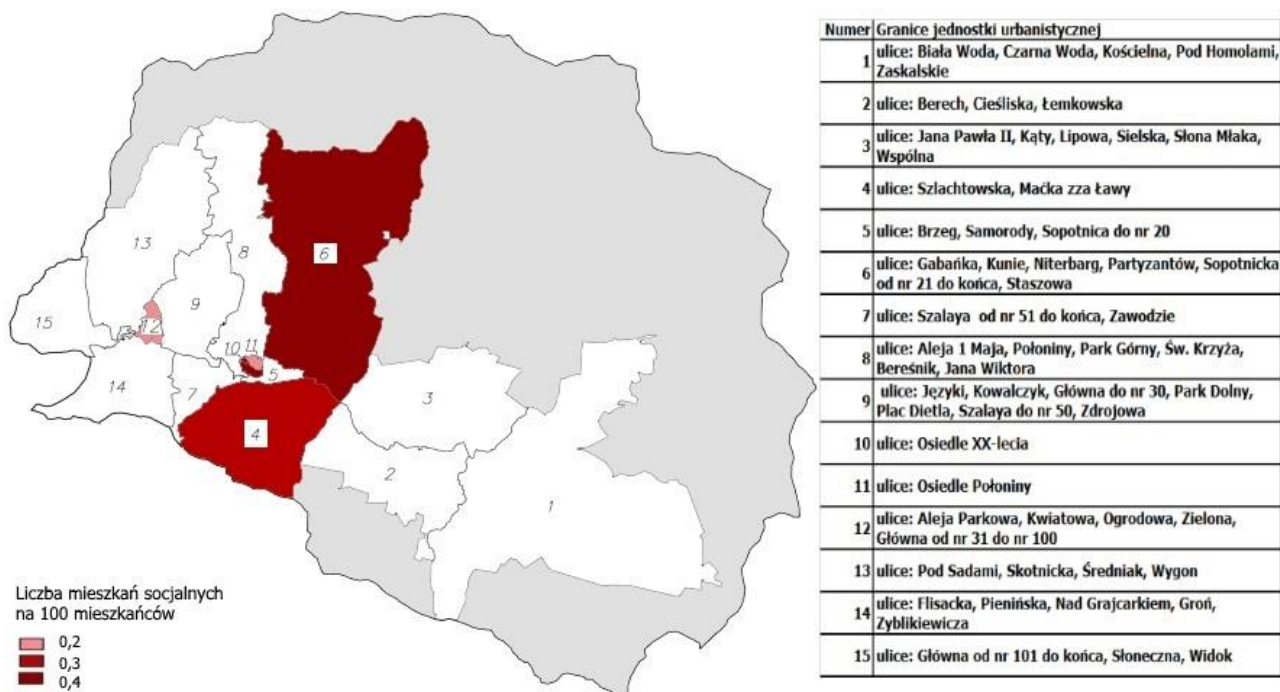 Numer Granice jednostki urbanistycznej
1 ulice: Biała Woda, Czarna Woda, Kościelna, Pod Homolami,
Zaskalskie
2 ulice: Berech, Cieśliska, Łemkowska
3 ulice: Jana Pawła II, Kąty, Lipowa, Sielska, Słona Młaka,
Wspólna
4 ulice: Szlachtowska, Maćka zza Ławy
5 ulice: Brzeg, Samorody, Sopotnica do nr 20
6 ulice: Gabańka, Kunie, Niterbarg, Partyzantów, Sopotnicka
od nr 21 do końca, Staszowa
7 ulice: Szalaya od nr 51 do końca, Zawodzie
8 ulice: Aleja 1 Maja, Połoniny, Park Górny, Św. Krzyża,
Bereśnik, Jana Wiktora
9 ulice: Języki, Kowalczyk, Główna do nr 30, Park Dolny,
Plac Dietla, Szalaya do nr 50, Zdrojowa
10 ulice: Osiedle XX-lecia
11 ulice: Osiedle Połoniny
12 ulice: Aleja Parkowa, Kwiatowa, Ogrodowa, Zielona,
Główna od nr 31 do nr 100
13 ulice: Pod Sadami, Skotnicka, Średniak, Wygon
14 ulice: Flisacka, Pienińska, Nad Grajcarkiem, Groń,
Zyblikiewicza
15 ulice: Główna od nr 101 do końca, Słoneczna, Widok
13
8
6
9
15
12
10
11
5
14
7
3
4
2
1
Liczba mieszkań socjalnych
na 100 mieszkańców
0,2
0,3
0,4